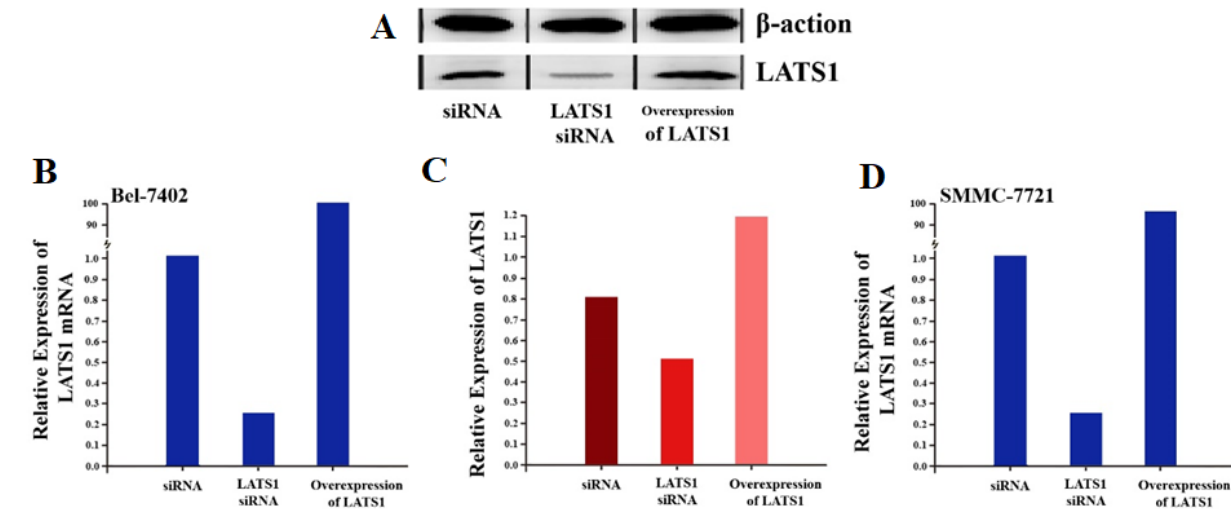 A
β-action
LATS1
siRNA
LATS1
siRNA
Overexpression
of LATS1
B
Bel-7402
Relative Expression of
LATS1 mRNA
100
90
1.0
0.9
0.8
0.7
0.6
0.5
0.4
0.3
0.2
0.1
0.0
siRNA
LATS1
siRNA
Overexpression
of LATS1
C
Relative Expression of LATS1
1.2
1.1
1.0
0.9
0.8
0.7
0.6
0.5
0.4
0.3
0.2
0.1
0.0
siRNA
LATS1
siRNA
Overexpression
of LATS1
D
SMMC-7721
Relative Expression of
LATS1 mRNA
100
90
1.0
0.9
0.8
0.7
0.6
0.5
0.4
0.3
0.2
0.1
0.0
siRNA
LATS1
siRNA
Overexpression
of LATS1